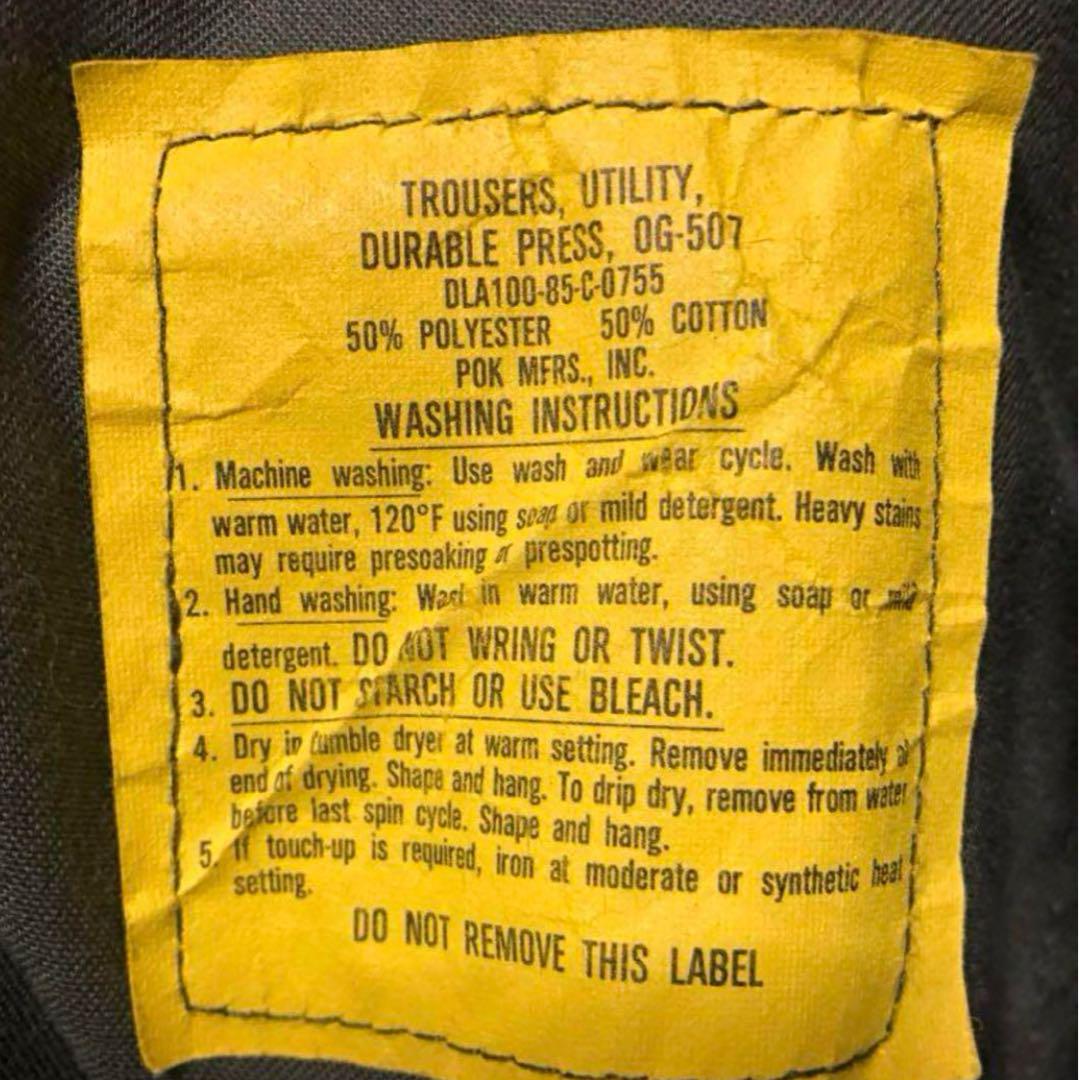 TROUSERS, UTILITY,
DURABLE PRESS, OG-507
DLA100-85-C-0755
50% POLYESTER 50% COTTON
POK MFRS., INC.
WASHING INSTRUCTIONS
1. Machine washing: Use wash and wear cycle. Wash with
warm water, 120°F using soap or mild detergent. Heavy stains
may require presoaking or prespotting.
2. Hand washing: Wash in warm water, using soap or mild
detergent. DO NOT WRING OR TWIST.
3. DO NOT STARCH OR USE BLEACH.
4. Dry in tumble dryer at warm setting. Remove immediately at
end of drying. Shape and hang. To drip dry, remove from water
before last spin cycle. Shape and hang.
5. If touch-up is required, iron at moderate or synthetic heat
setting.
DO NOT REMOVE THIS LABEL